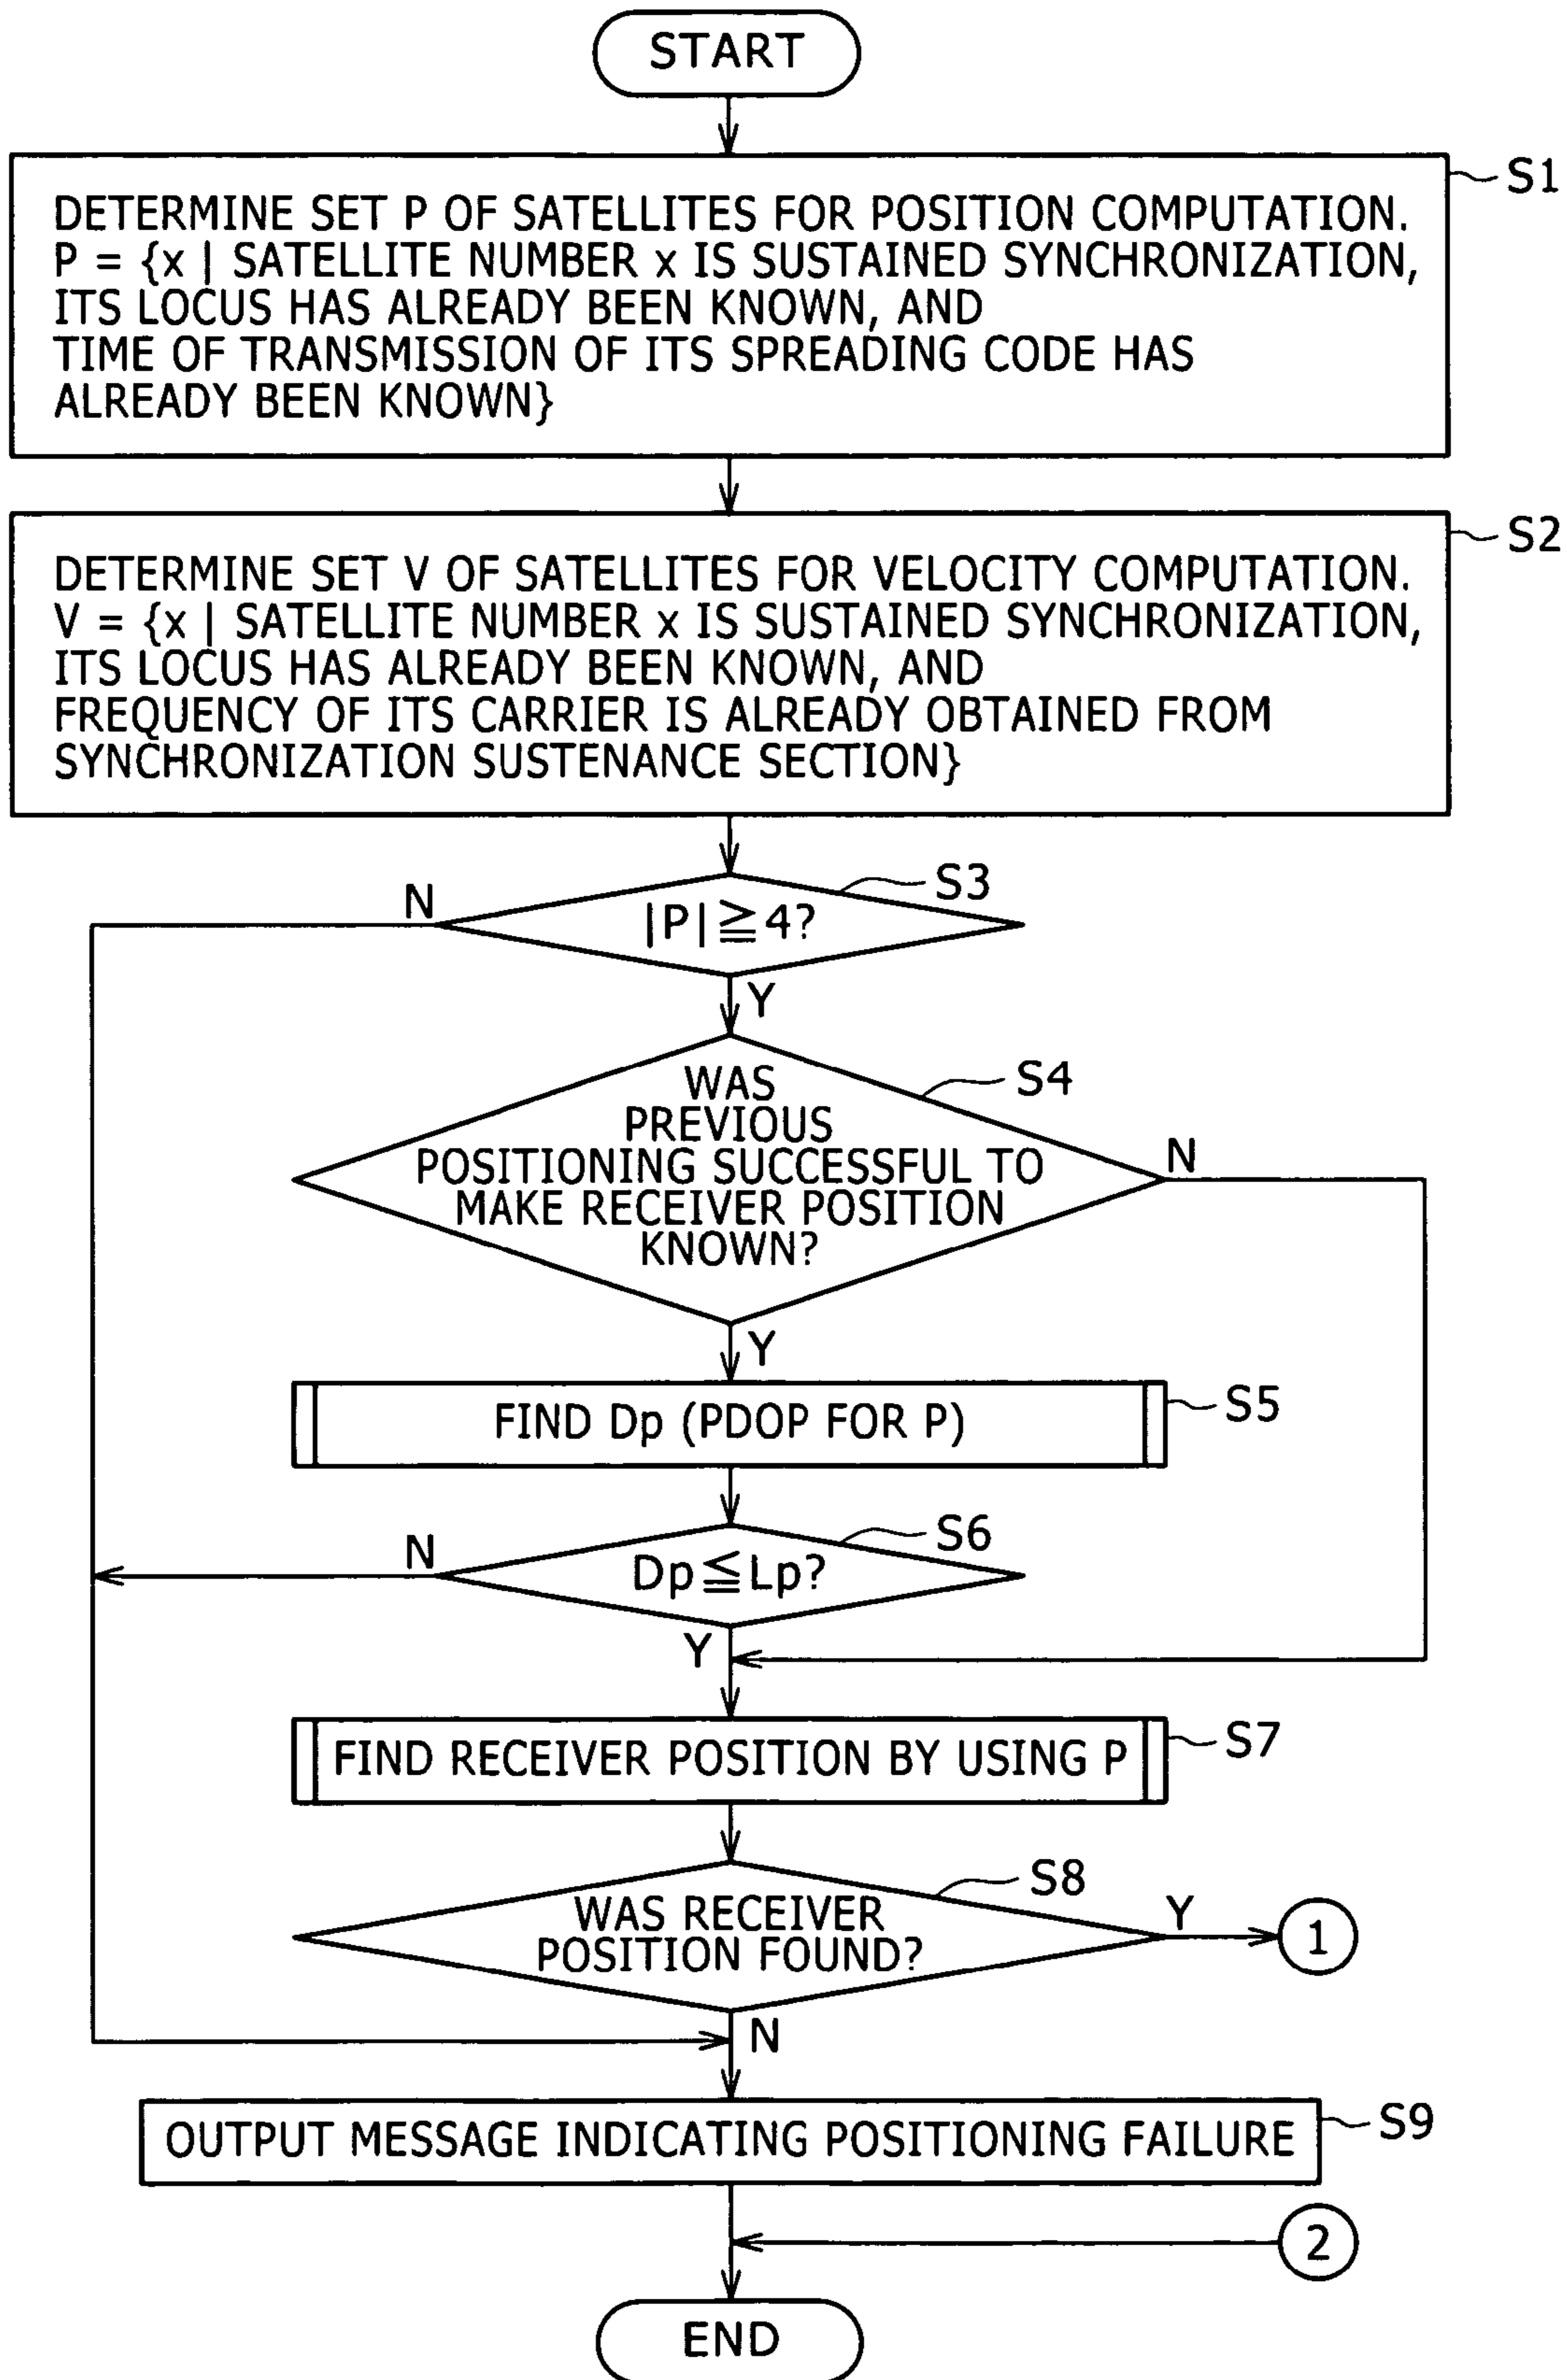 START
S1
DETERMINE SET P OF SATELLITES FOR POSITION COMPUTATION.
P = {x | SATELLITE NUMBER x IS SUSTAINED SYNCHRONIZATION,
ITS LOCUS HAS ALREADY BEEN KNOWN, AND
TIME OF TRANSMISSION OF ITS SPREADING CODE HAS
ALREADY BEEN KNOWN}
S2
DETERMINE SET V OF SATELLITES FOR VELOCITY COMPUTATION.
V = {x | SATELLITE NUMBER x IS SUSTAINED SYNCHRONIZATION,
ITS LOCUS HAS ALREADY BEEN KNOWN, AND
FREQUENCY OF ITS CARRIER IS ALREADY OBTAINED FROM
SYNCHRONIZATION SUSTENANCE SECTION}
S3
N
|P|≧4?
Y
S4
WAS
PREVIOUS
POSITIONING SUCCESSFUL TO
MAKE RECEIVER POSITION
KNOWN?
N
Y
FIND Dp (PDOP FOR P)
S5
S6
N
Dp≦Lp?
Y
FIND RECEIVER POSITION BY USING P
S7
S8
WAS RECEIVER
POSITION FOUND?
Y
1
N
OUTPUT MESSAGE INDICATING POSITIONING FAILURE
S9
2
END